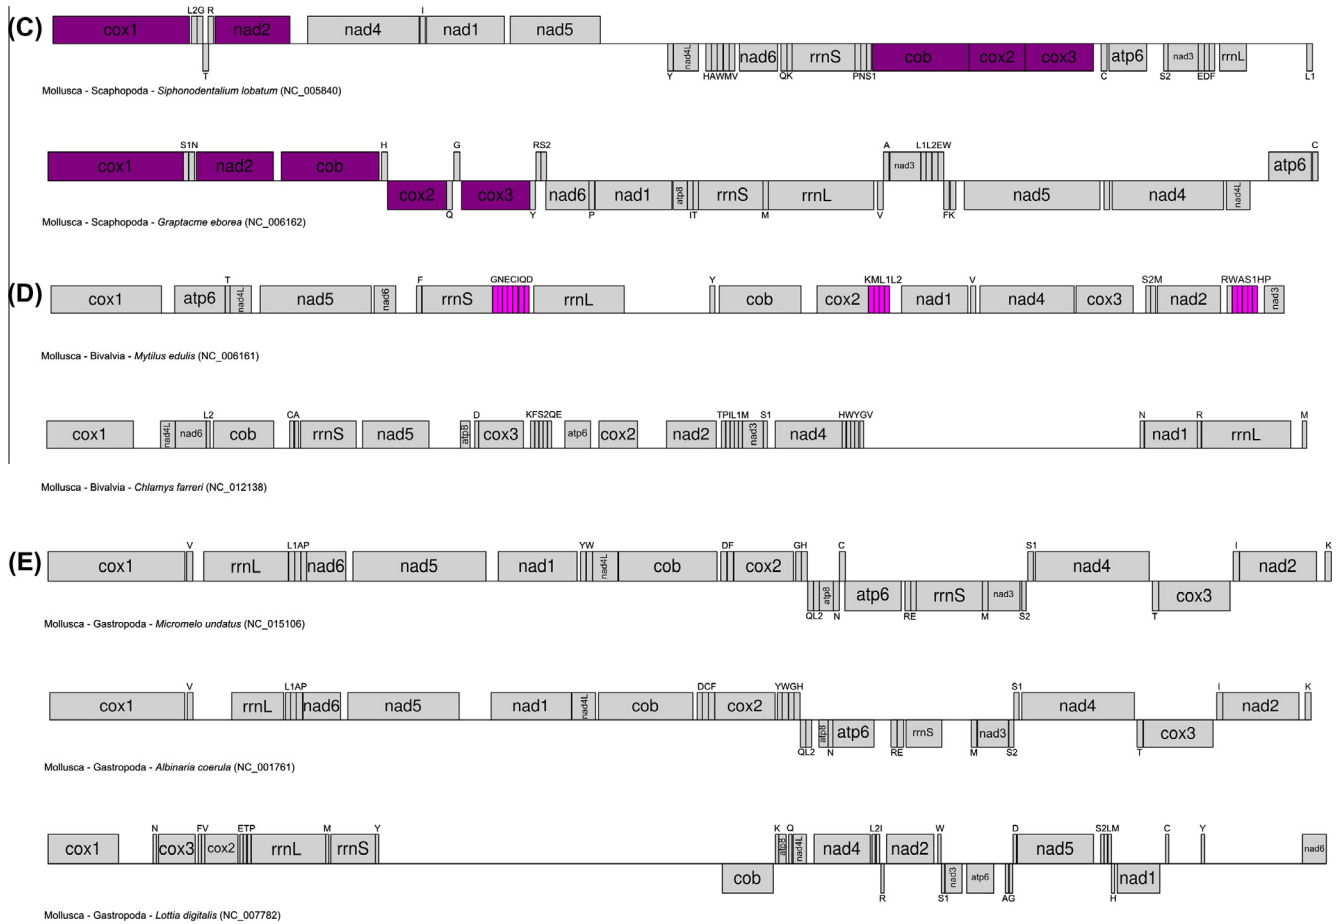 (C)
L2G R I
cox1 nad2 nad4 nad1 nad5
T
nad4L nad6 rrnS cob cox2 cox3 atp6 nad3 rrnL
Y HAWMV QK PNS1 C S2 EDF L1
Mollusca - Scaphopoda - Siphonodentalium lobatum (NC_005840)
S1N H G RS2 A L1L2EW C
cox1 nad2 cob nad3 atp6
cox2 cox3 nad6 nad1 atp8 rrnS rrnL nad5 nad4 nad4L
Q Y P IT M V FK
Mollusca - Scaphopoda - Graptacme eborea (NC_006162)
(D)
T F GNECIQD Y KML1L2 V S2M RWAS1HP
cox1 atp6 nad4L nad5 nad6 rrnS rrnL cob cox2 nad1 nad4 cox3 nad2 nad3
Mollusca - Bivalvia - Mytilus edulis (NC_006161)
L2 CA D KFS2QE TPIL1M S1 HWYGV N R M
cox1 nad4L nad6 cob rrnS nad5 atp8 cox3 atp6 cox2 nad2 nad3 nad4 nad1 rrnL
Mollusca - Bivalvia - Chlamys farreri (NC_012138)
(E)
V L1AP YW DF GH C S1 I K
cox1 rrnL nad6 nad5 nad1 nad4L cob cox2 nad4 nad2
atp8 atp6 rrnS nad3 cox3
QL2 N RE M S2 T
Mollusca - Gastropoda - Micromelo undatus (NC_015106)
V L1AP DCF YWGH S1 I K
cox1 rrnL nad6 nad5 nad1 nad4L cob cox2 nad4 nad2
atp8 atp6 rrnS nad3 cox3
QL2 N RE M S2 T
Mollusca - Gastropoda - Albinaria coerula (NC_001761)
N FV ETP M Y K Q L2I W D S2LM C Y
cox1 cox3 cox2 rrnL rrnS atp8 nad4L nad4 nad2 nad5 nad6
cob nad3 atp6 nad1
R S1 AG H
Mollusca - Gastropoda - Lottia digitalis (NC_007782)